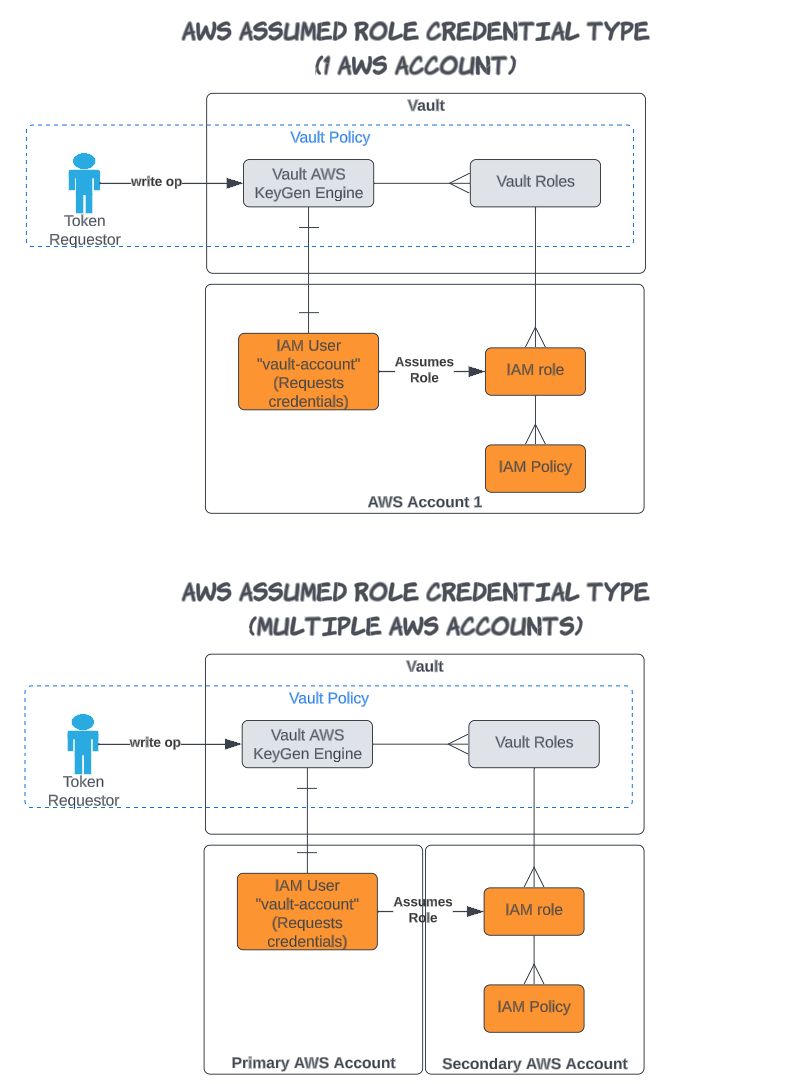 AWS ASSUMED ROLE CREDENTIAL TYPE
(1 AWS ACCOUNT)
Vault
Vault Policy
write op
Token
Requestor
Vault AWS
KeyGen Engine
Vault Roles
IAM User
"vault-account"
(Requests
credentials)
Assumes
Role
IAM role
IAM Policy
AWS Account 1
AWS ASSUMED ROLE CREDENTIAL TYPE
(MULTIPLE AWS ACCOUNTS)
Vault
Vault Policy
write op
Token
Requestor
Vault AWS
KeyGen Engine
Vault Roles
IAM User
"vault-account"
(Requests
credentials)
Assumes
Role
IAM role
IAM Policy
Primary AWS Account
Secondary AWS Account